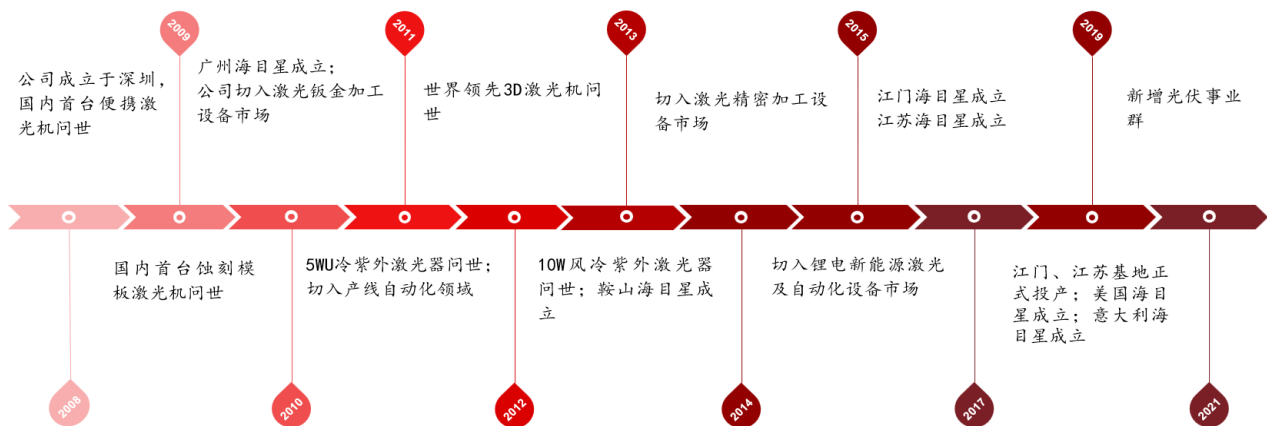 2009
2011
2013
2015
2019
公司成立于深圳，
国内首台便携激
光机问世
广州海目星成立；
公司切入激光钣金加工
设备市场
世界领先3D激光机问
世
切入激光精密加工设
备市场
江门海目星成立
江苏海目星成立
新增光伏事业
群
国内首台蚀刻模
板激光机问世
5WU冷紫外激光器问世；
切入产线自动化领域
10W风冷紫外激光器
问世；鞍山海目星成
立
切入锂电新能源激光
及自动化设备市场
江门、江苏基地正
式投产；美国海目
星成立；意大利海
目星成立
2008
2010
2012
2014
2017
2021